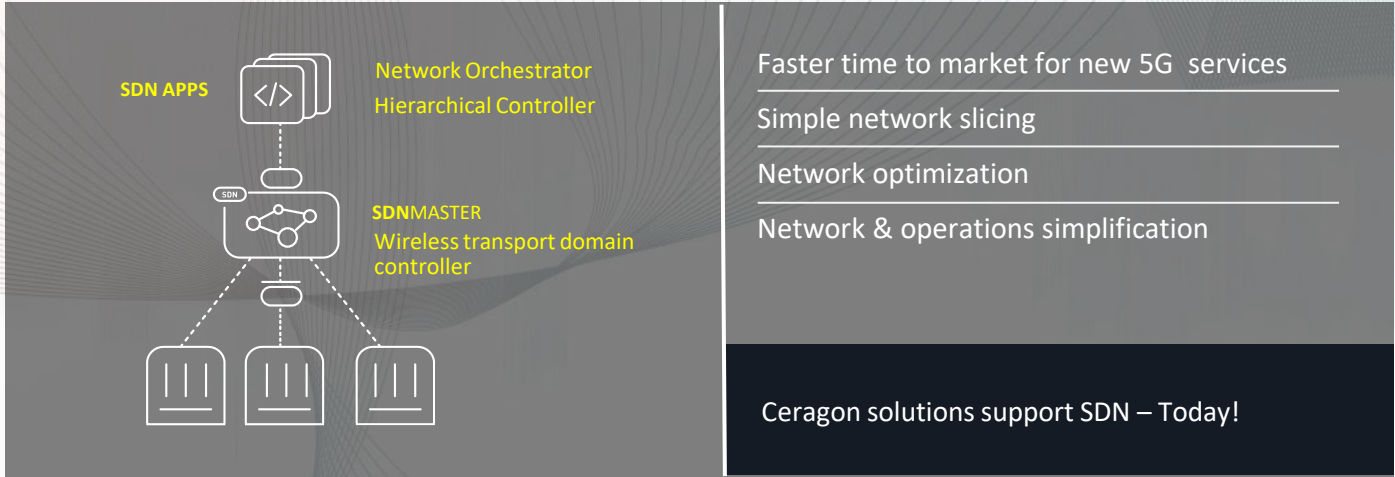 SDN APPS
</>
Network Orchestrator
Hierarchical Controller
SDN
SDNMASTER
Wireless transport domain
controller
Faster time to market for new 5G  services
Simple network slicing
Network optimization
Network & operations simplification
Ceragon solutions support SDN – Today!